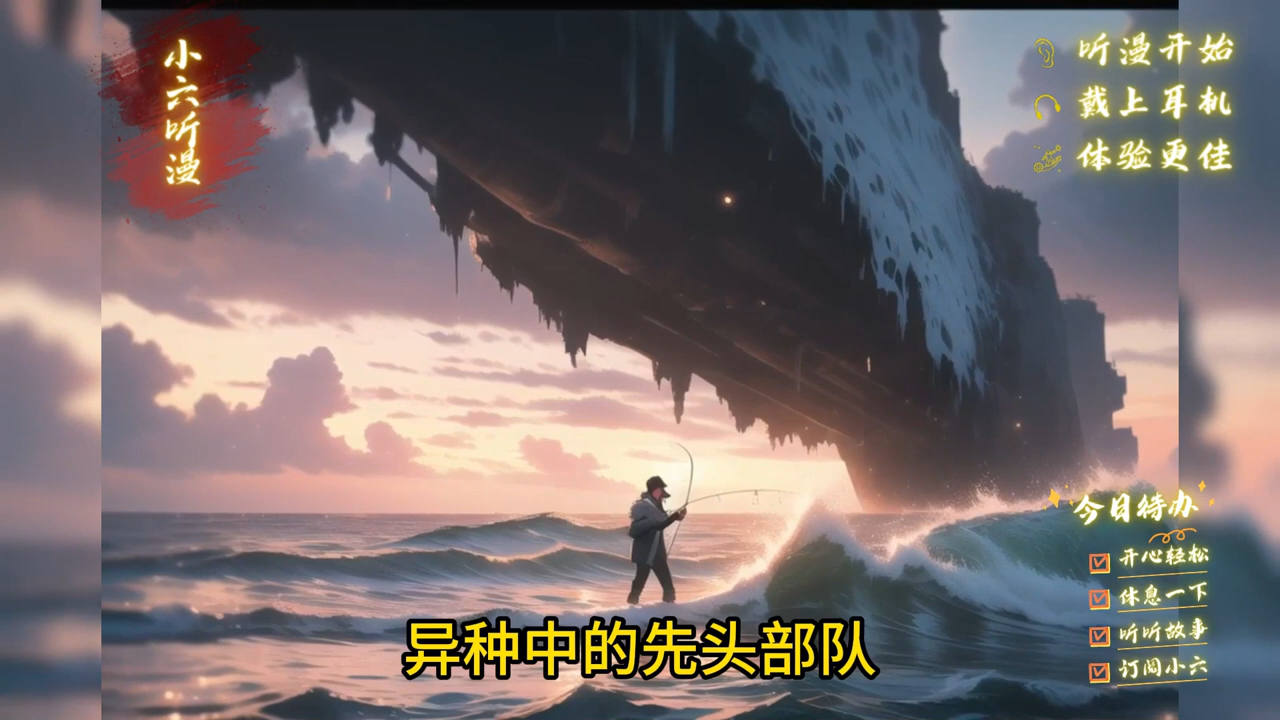 小六听漫
听漫开始
戴上耳机
体验更佳
今日待办
开心轻松
休息一下
听听故事
订阅小六
异种中的先头部队